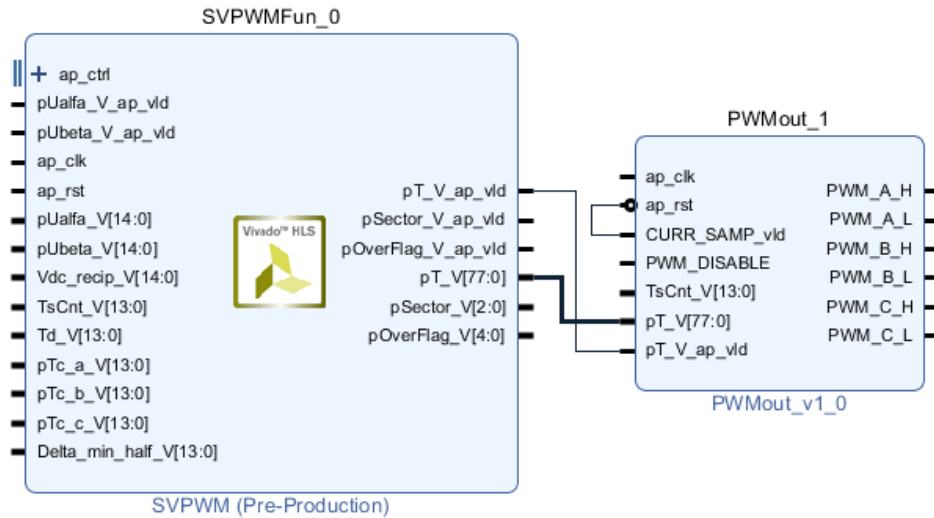 SVPWMFun_0
ap_ctrl
pUalfa_V_ap_vld
pUbeta_V_ap_vld
ap_clk
ap_rst
pUalfa_V[14:0]
pUbeta_V[14:0]
Vdc_recip_V[14:0]
TsCnt_V[13:0]
Td_V[13:0]
pTc_a_V[13:0]
pTc_b_V[13:0]
pTc_c_V[13:0]
Delta_min_half_V[13:0]
Vivado™ HLS
pT_V_ap_vld
pSector_V_ap_vld
pOverFlag_V_ap_vld
pT_V[77:0]
pSector_V[2:0]
pOverFlag_V[4:0]
SVPWM (Pre-Production)
PWMout_1
ap_clk
ap_rst
CURR_SAMP_vld
PWM_DISABLE
TsCnt_V[13:0]
pT_V[77:0]
pT_V_ap_vld
PWM_A_H
PWM_A_L
PWM_B_H
PWM_B_L
PWM_C_H
PWM_C_L
PWMout_v1_0